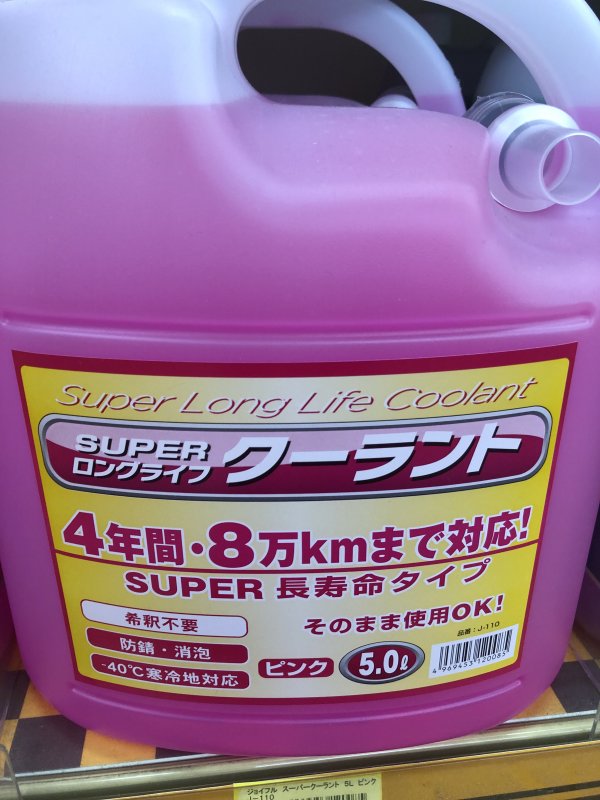 Super Long Life Coolant
SUPER
ロングライフ
クーラント
4年間・8万kmまで対応!
SUPER 長寿命タイプ
希釈不要
そのまま使用OK!
防錆・消泡
品番:J-110
-40℃寒冷地対応
ピンク
5.0ℓ
4 969453 120085
ジョイフル スーパークーラント 5L ピンク
J-110